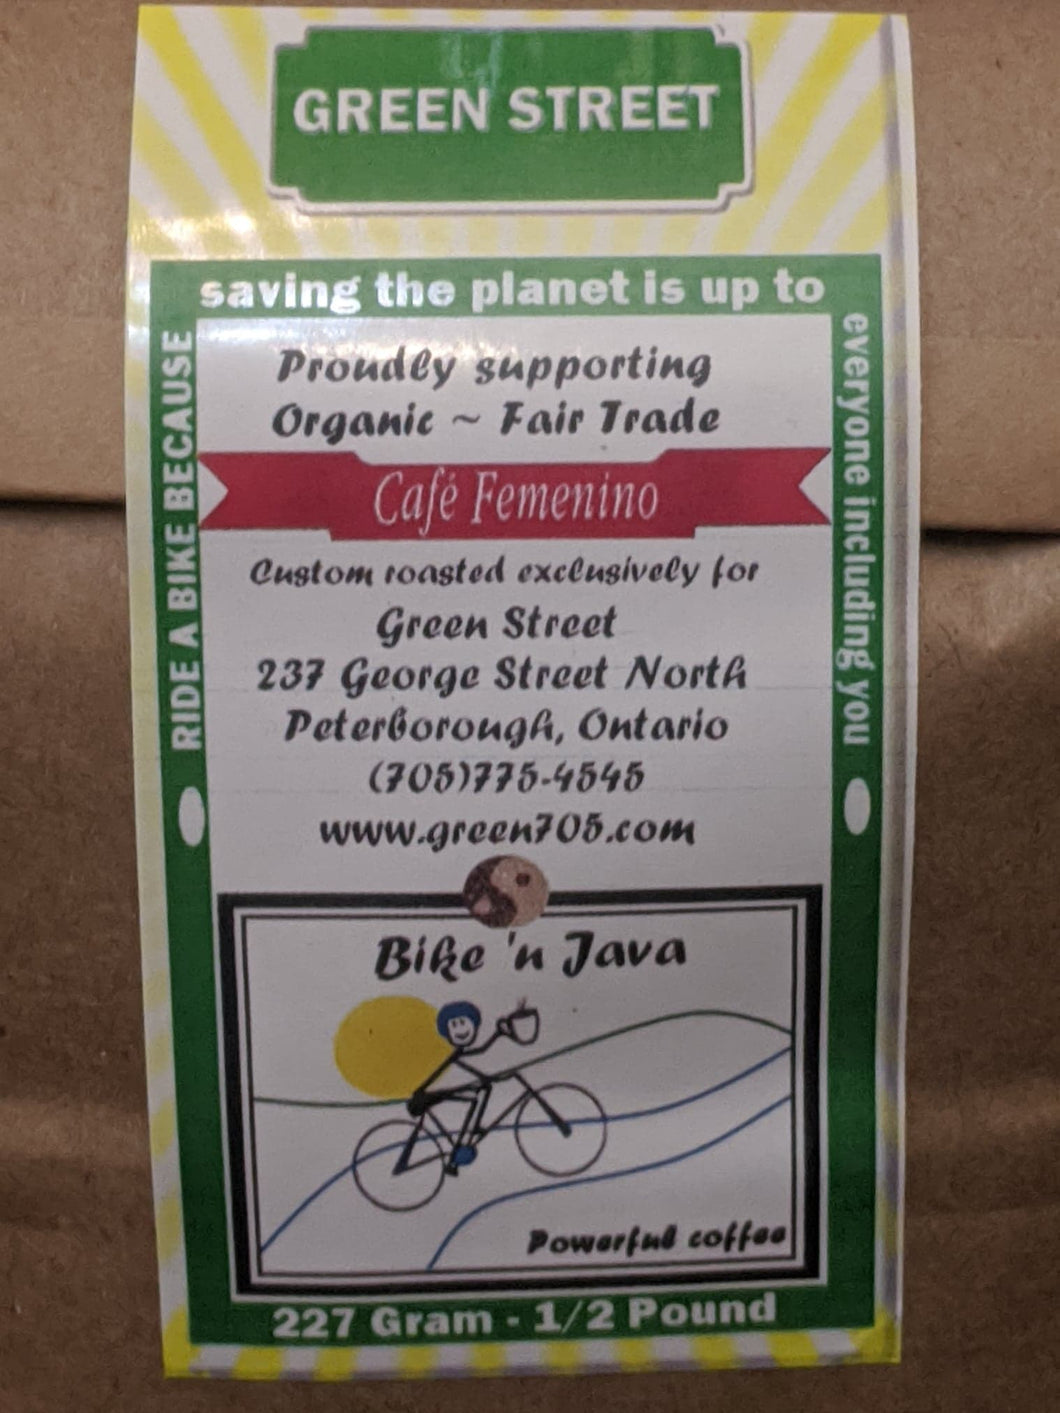 GREEN STREET
RIDE A BIKE BECAUSE
saving the planet is up to
everyone including you
Proudly supporting
Organic ~ Fair Trade
Café Femenino
Custom roasted exclusively for
Green Street
237 George Street North
Peterborough, Ontario
(705)775-4545
www.green705.com
Bike 'n Java
Powerful coffee
227 Gram - 1/2 Pound